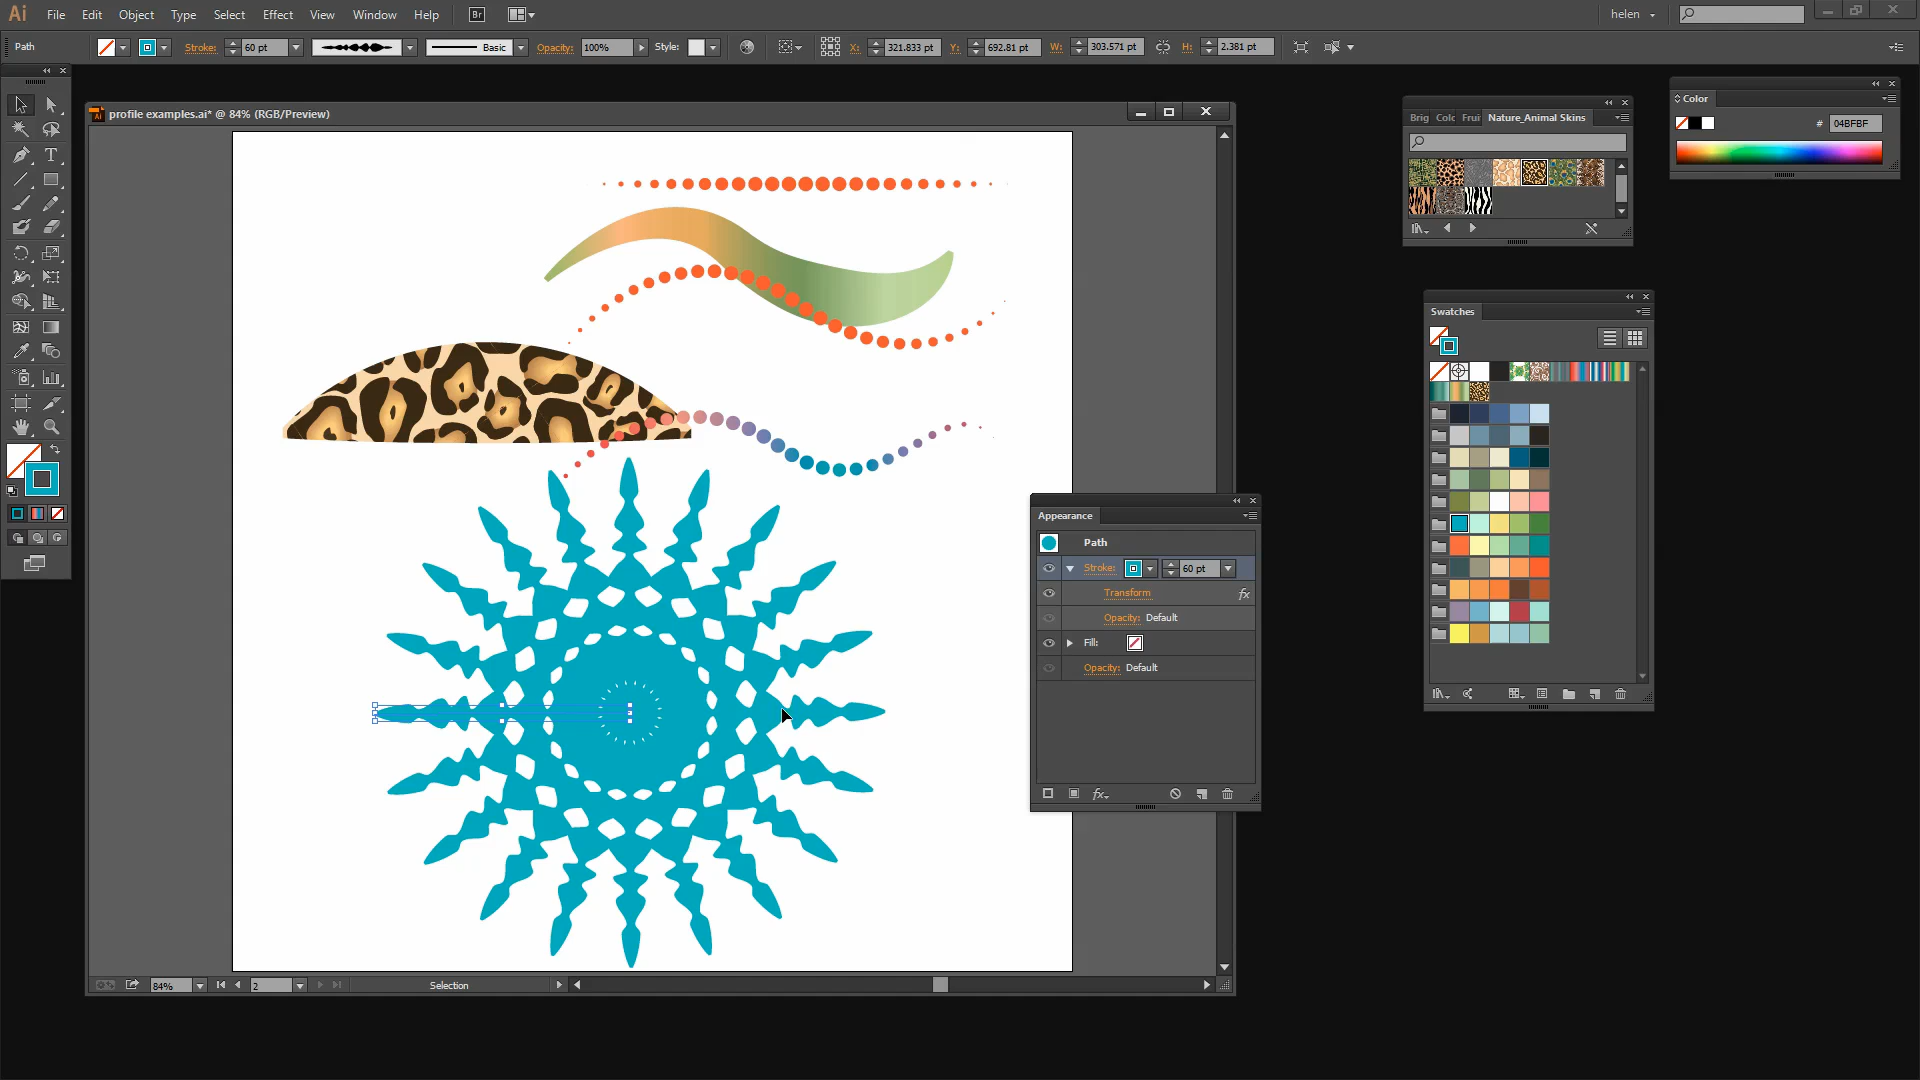 Ai File Edit Object Type Select Effect View Window Help Br helen
Path Stroke: 60 pt Basic Opacity: 100% Style: X: 321.833 pt Y: 692.81 pt W: 303.571 pt H: 2.381 pt
profile examples.ai* @ 84% (RGB/Preview)
Brig Colc Frui Nature_Animal Skins
Color
# 04BFBF
Swatches
Appearance
Path
Stroke: 60 pt
Transform fx
Opacity: Default
Fill:
Opacity: Default
fx
84% 2 Selection